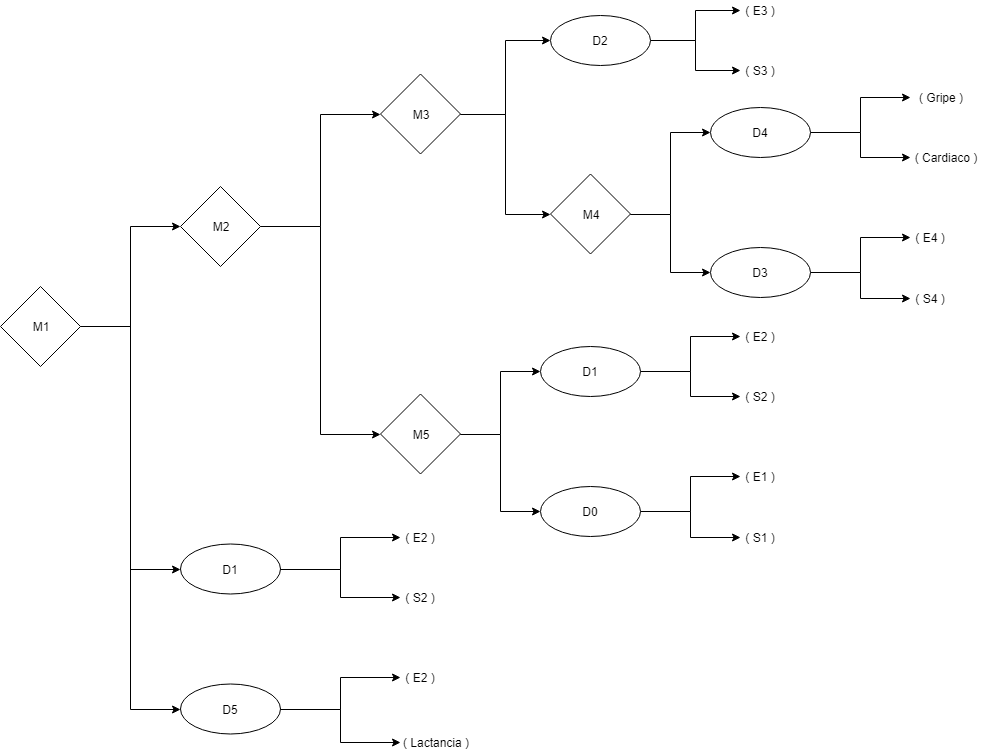 ( E3 )
D2
( S3 )
( Gripe )
M3
D4
( Cardiaco )
M4
M2
( E4 )
D3
( S4 )
M1
( E2 )
D1
( S2 )
M5
( E1 )
D0
( S1 )
( E2 )
D1
( S2 )
( E2 )
D5
( Lactancia )